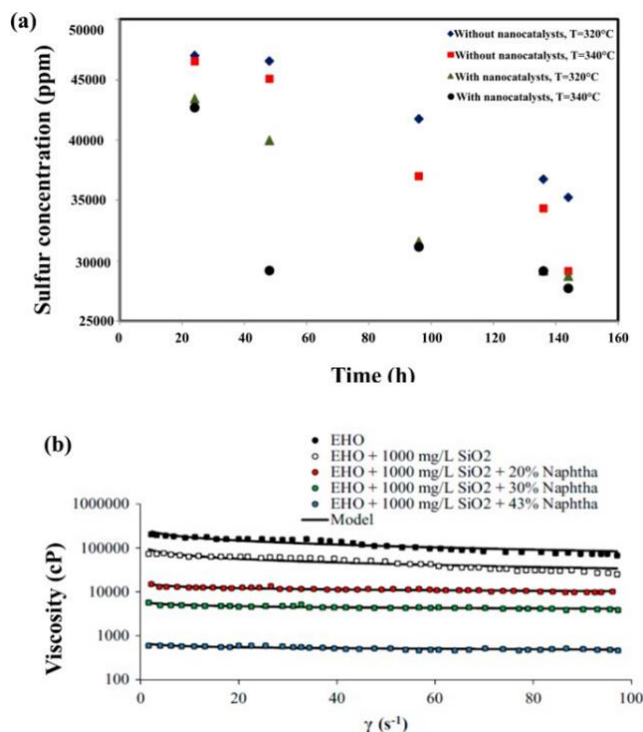 (a)
Without nanocatalysts, T=320°C
Without nanocatalysts, T=340°C
With nanocatalysts, T=320°C
With nanocatalysts, T=340°C
Sulfur concentration (ppm)
45000
45000
35000
30000
25000
0 20 40 60 80 100 120 140 160
Time (h)
(b)
EHO
EHO + 1000 mg/L SiO2
EHO + 1000 mg/L SiO2 + 20% Naphtha
EHO + 1000 mg/L SiO2 + 30% Naphtha
EHO + 1000 mg/L SiO2 + 43% Naphtha
Model
Viscosity (cP)
1000000
100000
10000
1000
100
0 20 40 60 80 100
γ (s⁻¹)